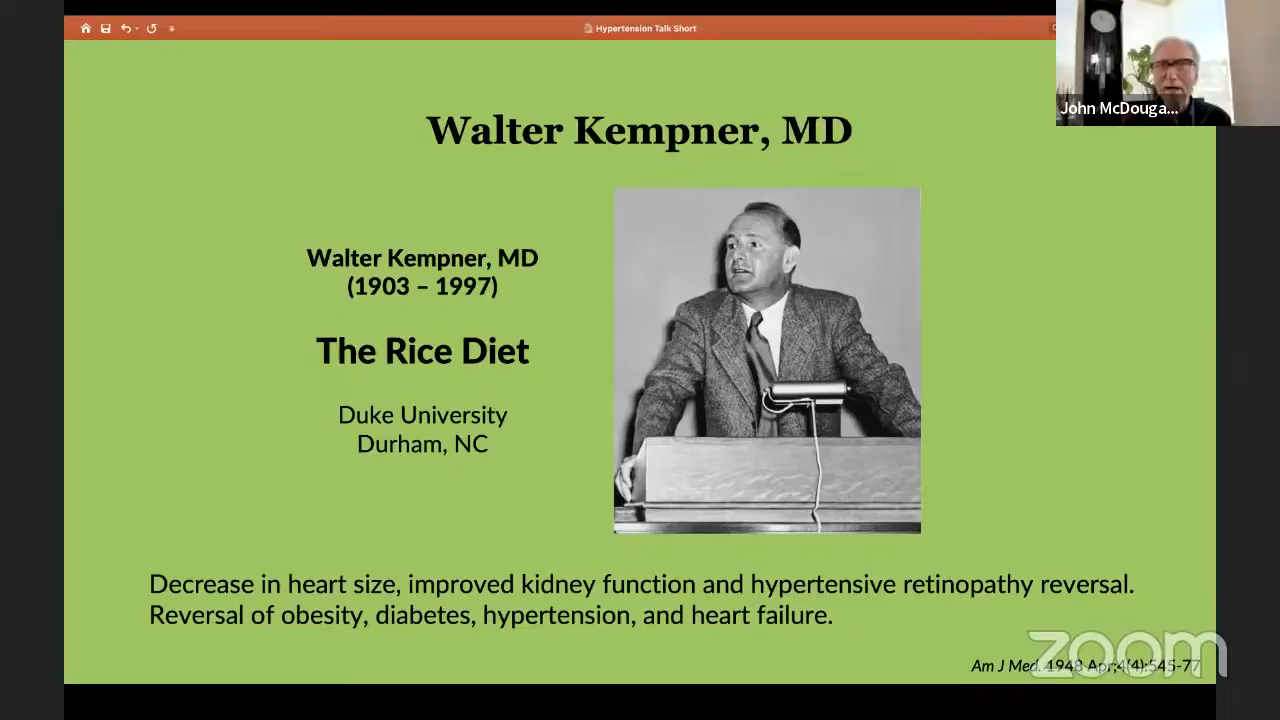 Hypertension Talk Short
John McDouga...
Walter Kempner, MD
Walter Kempner, MD
(1903 – 1997)
The Rice Diet
Duke University
Durham, NC
Decrease in heart size, improved kidney function and hypertensive retinopathy reversal.
Reversal of obesity, diabetes, hypertension, and heart failure.
Am J Med. 1948 Apr;4(4):545-77
zoom